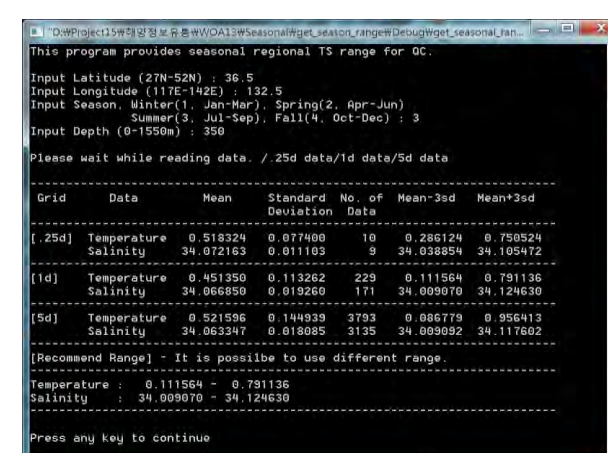 "D:₩Project15₩해양정보유통₩WOA13₩Seasonal₩get_season_range₩Debug₩get_seasonal_ran...
This program provides seasonal regional TS range for QC.
Input Latitude (27N-52N) : 36.5
Input Longitude (117E-142E) : 132.5
Input Season, Winter(1, Jan-Mar), Spring(2, Apr-Jun)
Summer(3, Jul-Sep), Fall(4, Oct-Dec) : 3
Input Depth (0-1550m) : 350
Please wait while reading data. /.25d data/1d data/5d data
--------------------------------------------------------------------------------
Grid Data Mean Standard No. of Mean-3sd Mean+3sd
Deviation Data
--------------------------------------------------------------------------------
[.25d] Temperature 0.518324 0.077400 10 0.286124 0.750524
Salinity 34.072163 0.011103 9 34.038854 34.105472
--------------------------------------------------------------------------------
[1d] Temperature 0.451350 0.113262 229 0.111564 0.791136
Salinity 34.066850 0.019260 171 34.009070 34.124630
--------------------------------------------------------------------------------
[5d] Temperature 0.521596 0.144939 3793 0.086779 0.956413
Salinity 34.063347 0.018085 3135 34.009092 34.117602
--------------------------------------------------------------------------------
[Recommend Range] - It is possilbe to use different range.
--------------------------------------------------------------------------------
Temperature : 0.111564 - 0.791136
Salinity : 34.009070 - 34.124630
--------------------------------------------------------------------------------
Press any key to continue